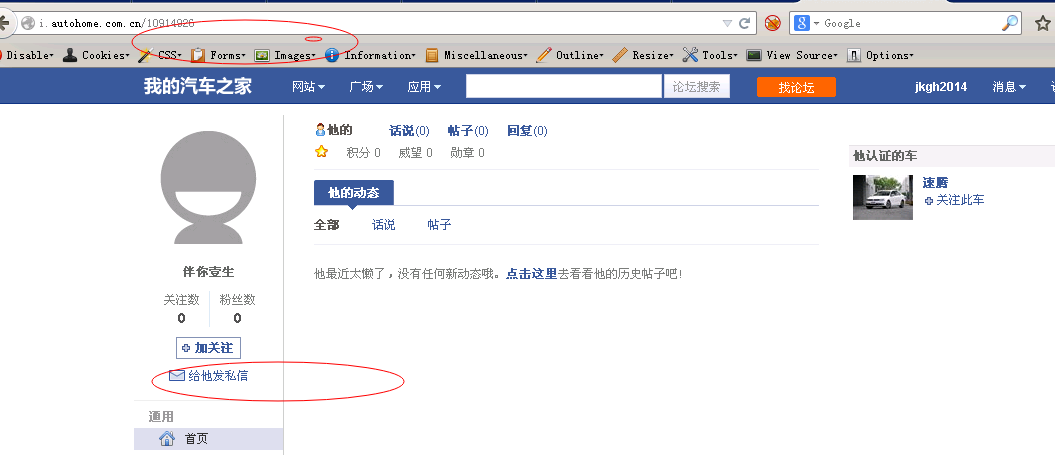 i.autohome.com.cn/10914926
Google
Disable▾ Cookies▾ CSS▾ Forms▾ Images▾ Information▾ Miscellaneous▾ Outline▾ Resize▾ Tools▾ View Source▾ Options▾
我的汽车之家 网站 广场 应用 论坛搜索 找论坛 jkgh2014 消息
他的 话说(0) 帖子(0) 回复(0)
积分 0 威望 0 勋章 0
他认证的车
速腾
关注此车
他的动态
全部 话说 帖子
他最近太懒了，没有任何新动态哦。点击这里去看看他的历史帖子吧!
伴你壹生
关注数 粉丝数
0 0
加关注
给他发私信
通用
首页